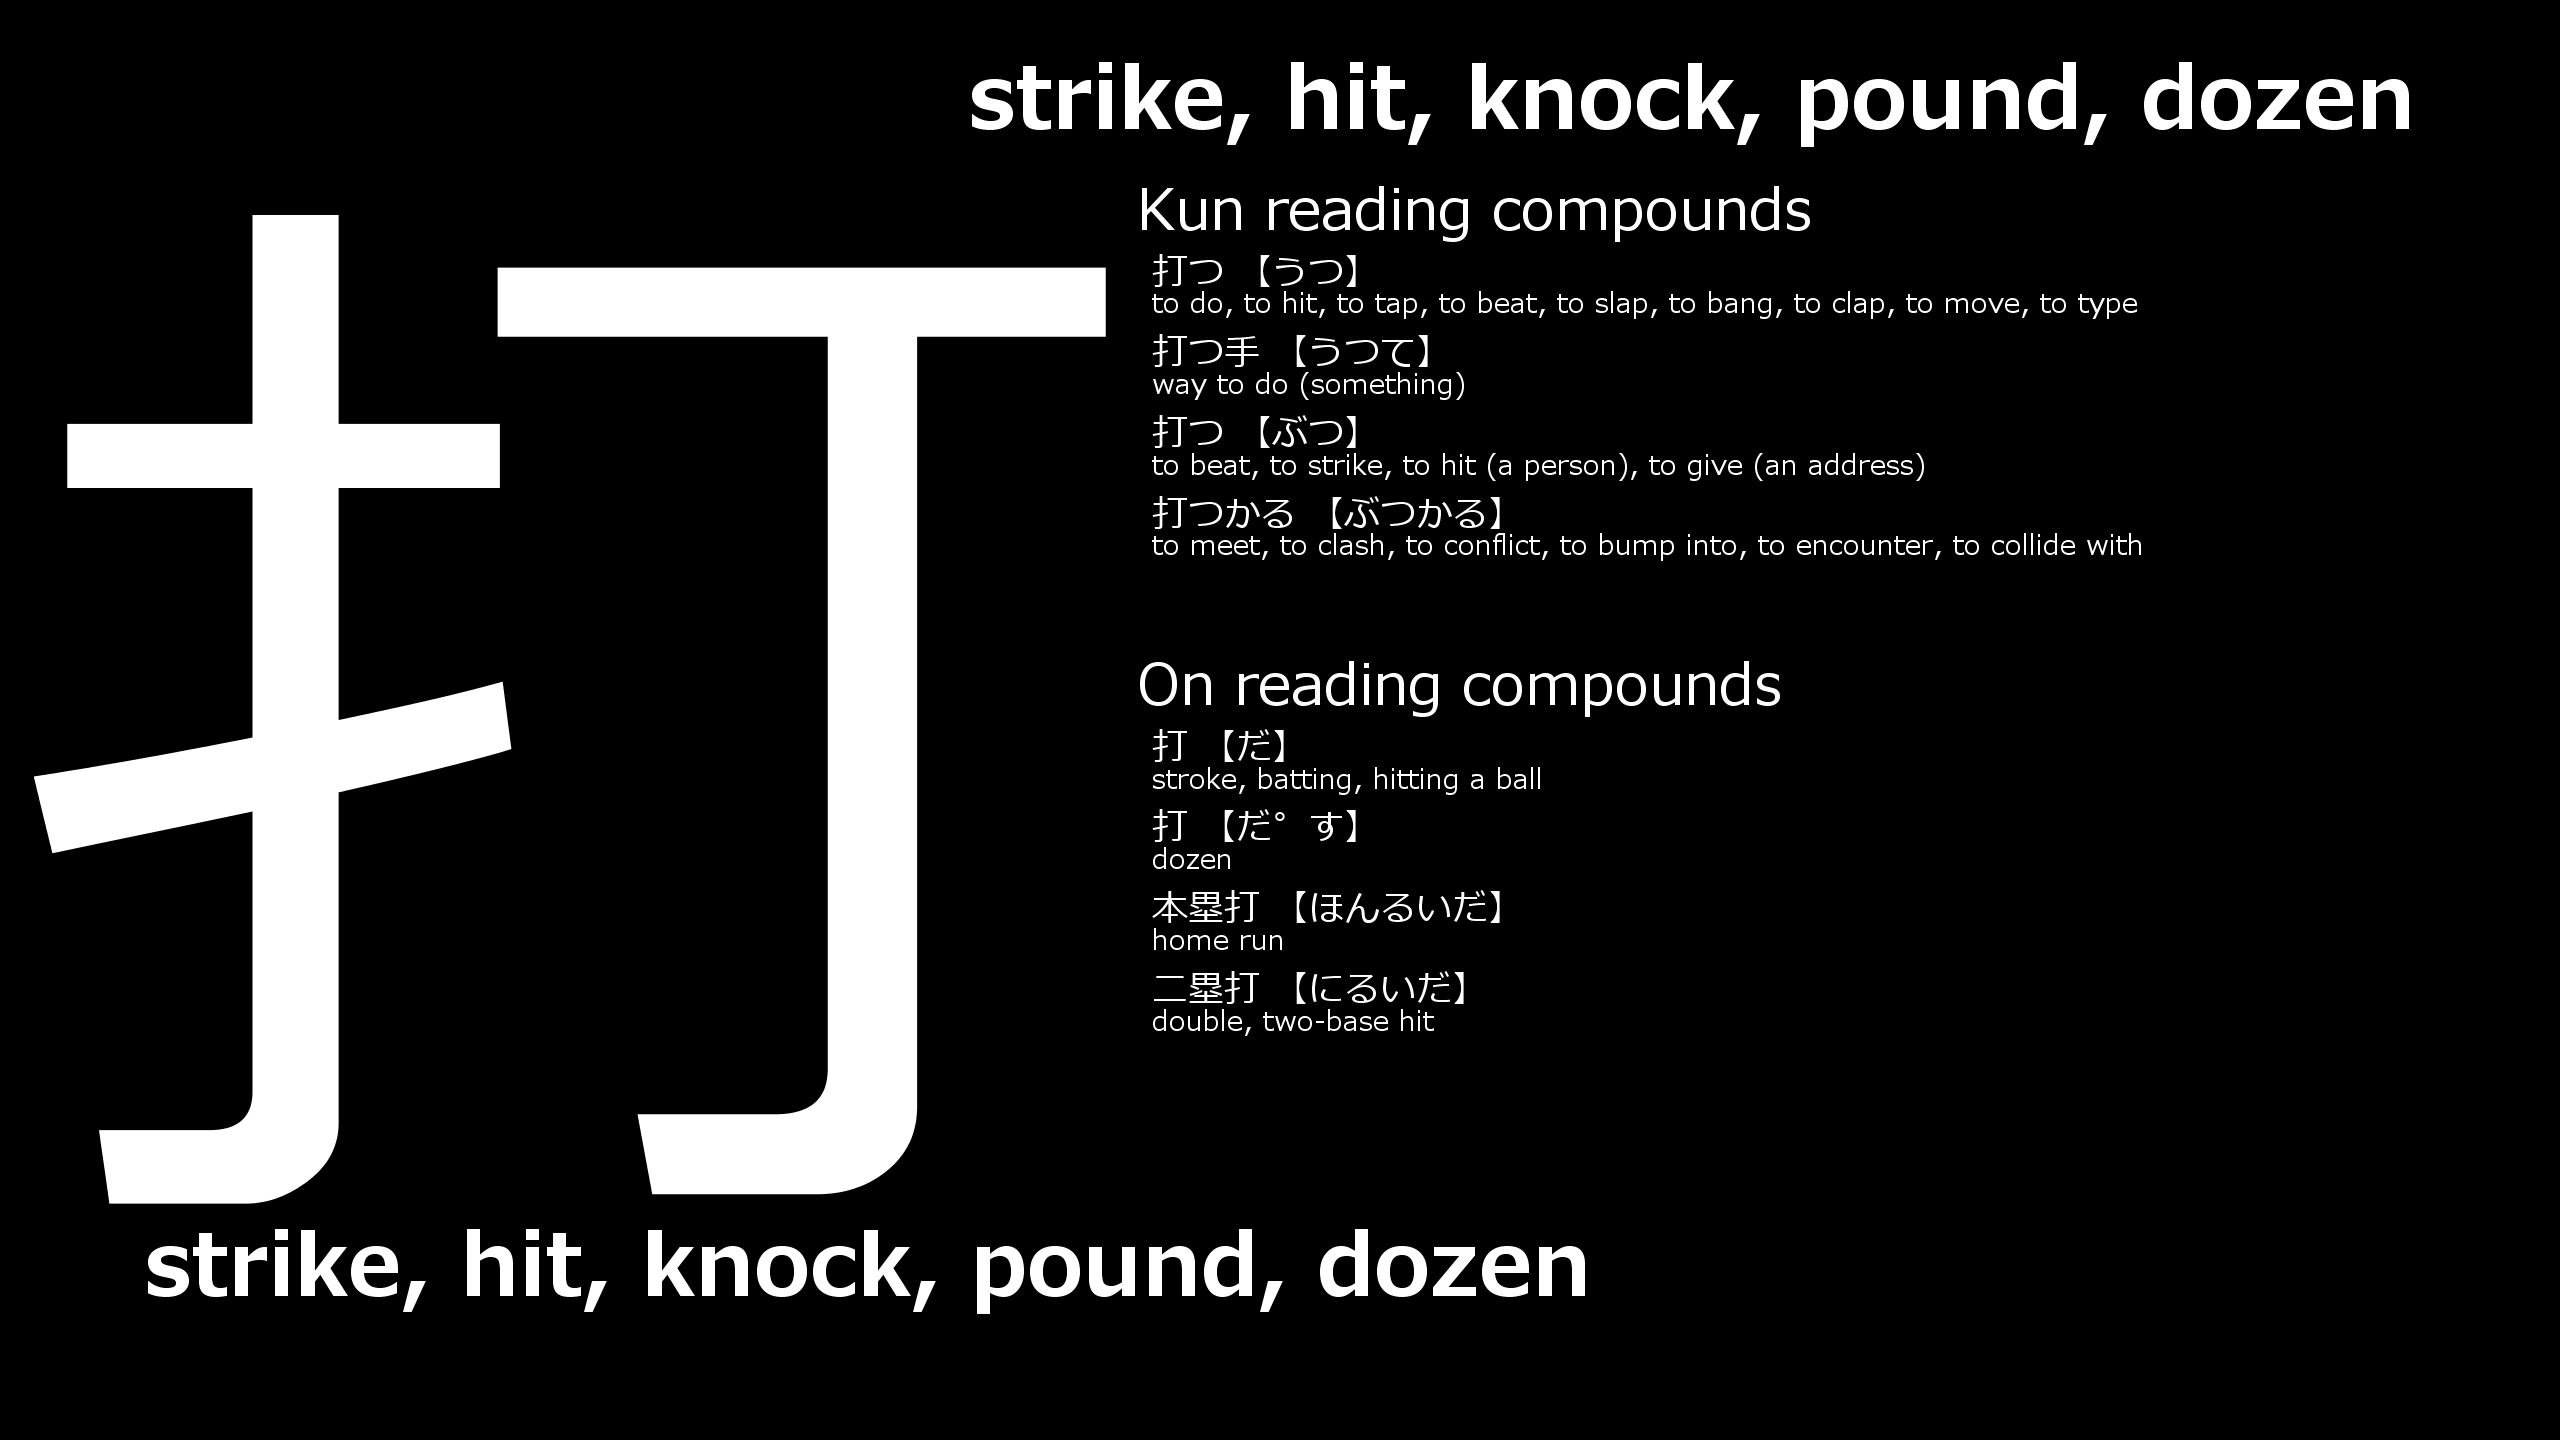 strike, hit, knock, pound, dozen
打
Kun reading compounds
打つ 【うつ】
to do, to hit, to tap, to beat, to slap, to bang, to clap, to move, to type
打つ手 【うつて】
way to do (something)
打つ 【ぶつ】
to beat, to strike, to hit (a person), to give (an address)
打つかる 【ぶつかる】
to meet, to clash, to conflict, to bump into, to encounter, to collide with
On reading compounds
打 【だ】
stroke, batting, hitting a ball
打 【だ゜す】
dozen
本塁打 【ほんるいだ】
home run
二塁打 【にるいだ】
double, two-base hit
strike, hit, knock, pound, dozen